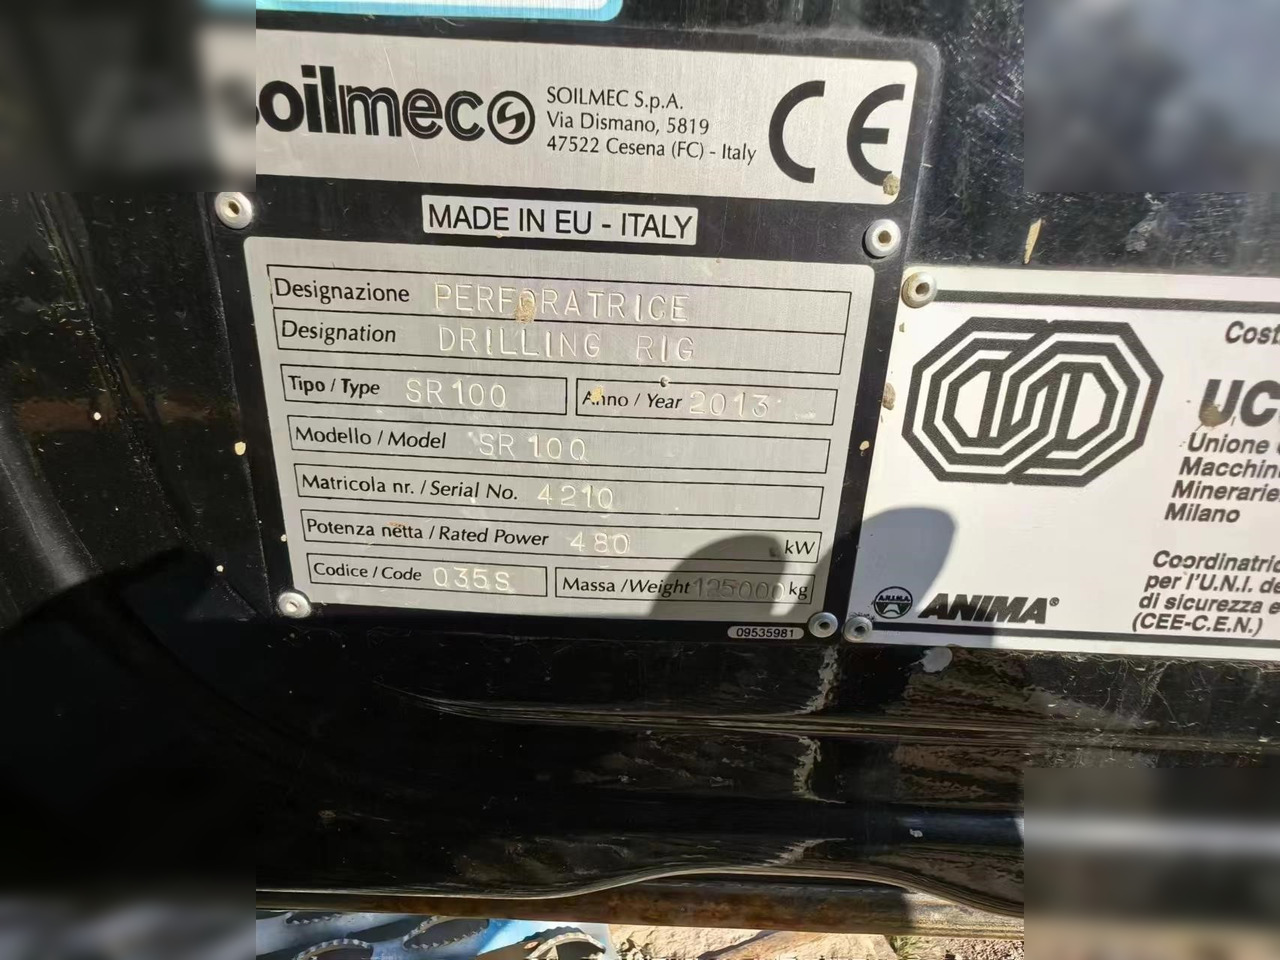 soilmec
SOILMEC S.p.A.
Via Dismano, 5819
47522 Cesena (FC) - Italy
CE
MADE IN EU - ITALY
Designazione PERFORATRICE
Designation DRILLING RIG
Tipo / Type SR100
Anno / Year 2013
Modello / Model SR 100
Matricola nr. / Serial No. 4210
Potenza netta / Rated Power 480 kW
Codice / Code 035S
Massa / Weight 125000 kg
09535981
Cost
UC
Unione
Macchin
Minerarie
Milano
Coordinatric
per l'U.N.I. de
di sicurezza e
(CEE-C.E.N.)
ANIMA
ANIMA®